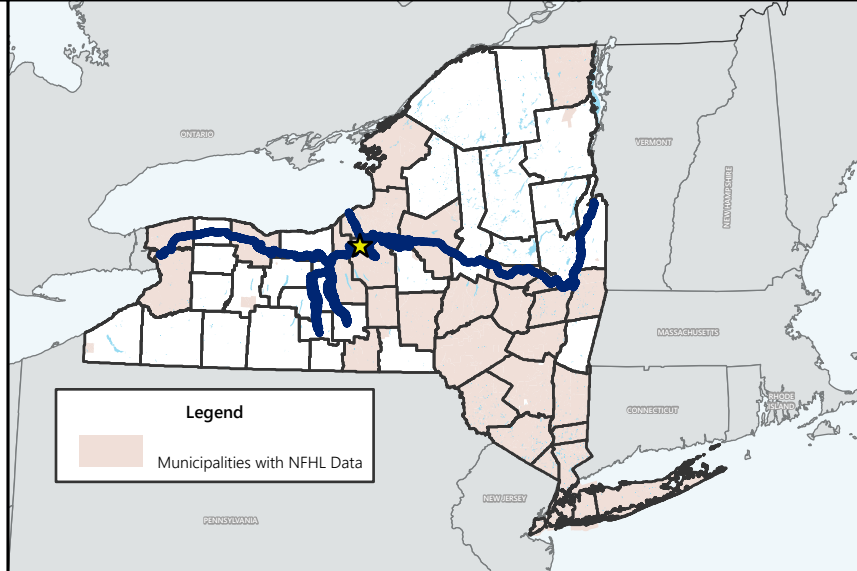 ONTARIO
VERMONT
NEW HAMPSHIRE
MASSACHUSETTS
CONNECTICUT
RHODE
ISLAND
Legend
Municipalities with NFHL Data
NEW JERSEY
PENNSYLVANIA